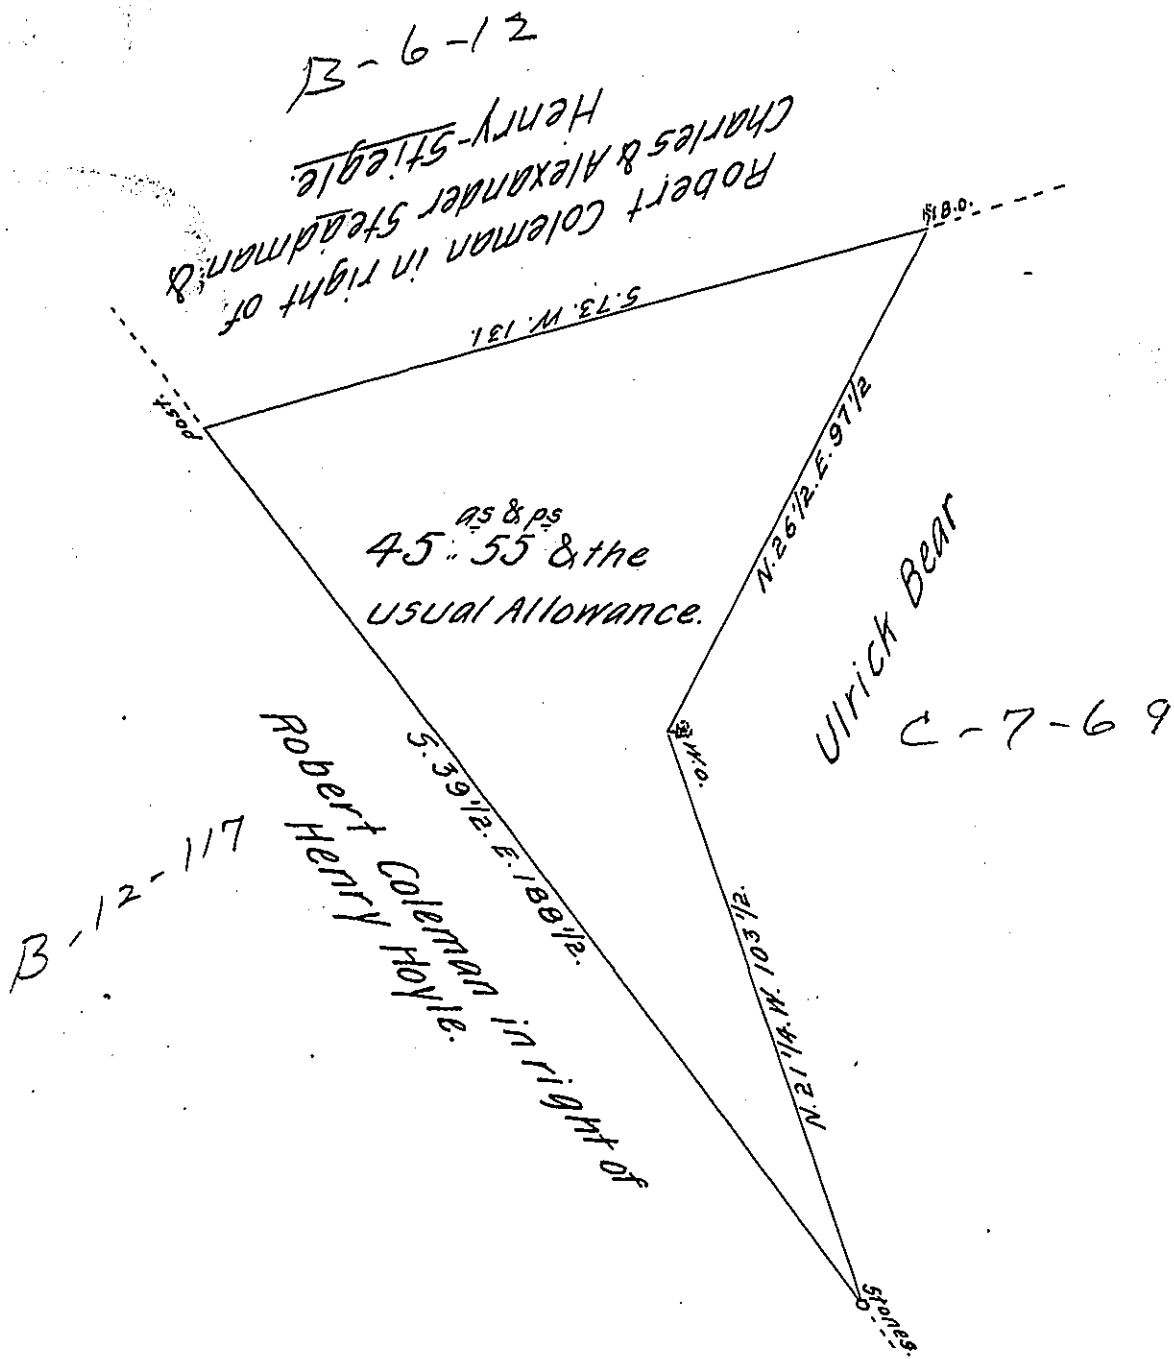 B-6-12
Robert Coleman in right of
Charles & Alexander Steadman &
Henry Stiegle.
B.O.
S. 73. W. 131.
post.
N. 26 1/2. E. 97 1/2
as & ps
45:. 55 & the
usual Allowance.
Ulrick Bear
C-7-69
W.O.
S. 39 1/2. E. 188 1/2.
Robert Coleman in right of
Henry Hoyle.
B-12-117
N. 21 1/4. W. 103 1/2.
Stones.